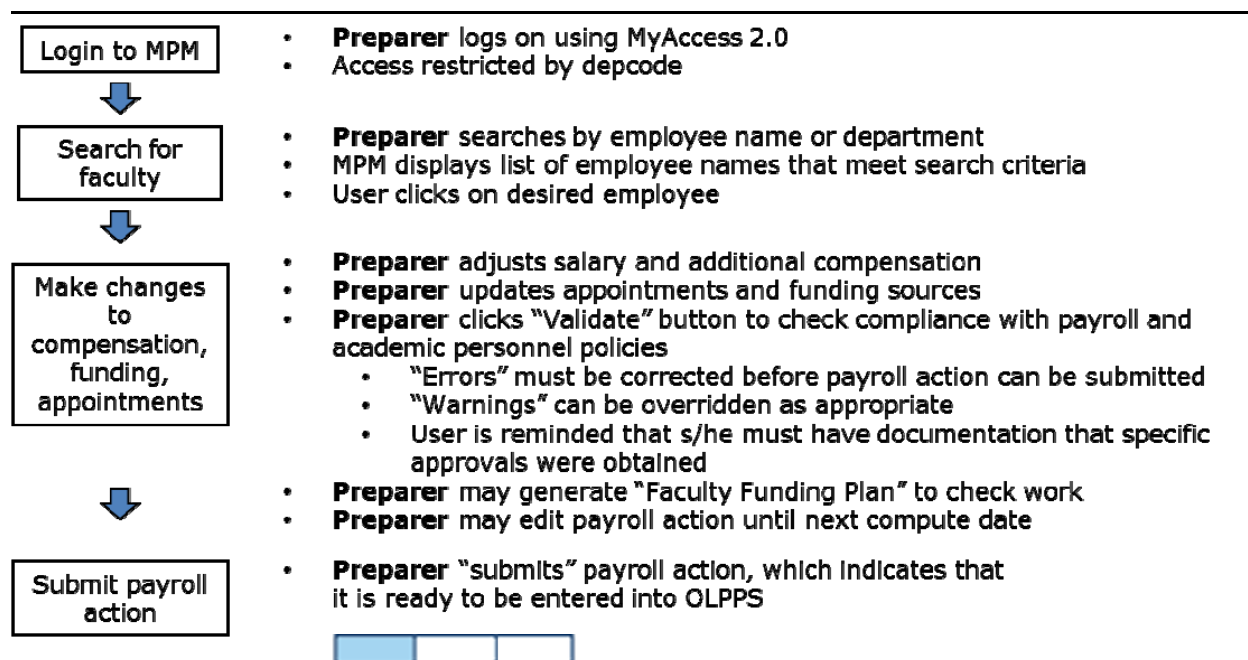 Login to MPM
• Preparer logs on using MyAccess 2.0
• Access restricted by depcode
Search for
faculty
• Preparer searches by employee name or department
• MPM displays list of employee names that meet search criteria
• User clicks on desired employee
Make changes
to
compensation,
funding,
appointments
• Preparer adjusts salary and additional compensation
• Preparer updates appointments and funding sources
• Preparer clicks “Validate” button to check compliance with payroll and
academic personnel policies
• “Errors” must be corrected before payroll action can be submitted
• “Warnings” can be overridden as appropriate
• User is reminded that s/he must have documentation that specific
approvals were obtained
• Preparer may generate “Faculty Funding Plan” to check work
• Preparer may edit payroll action until next compute date
Submit payroll
action
• Preparer “submits” payroll action, which indicates that
it is ready to be entered into OLPPS